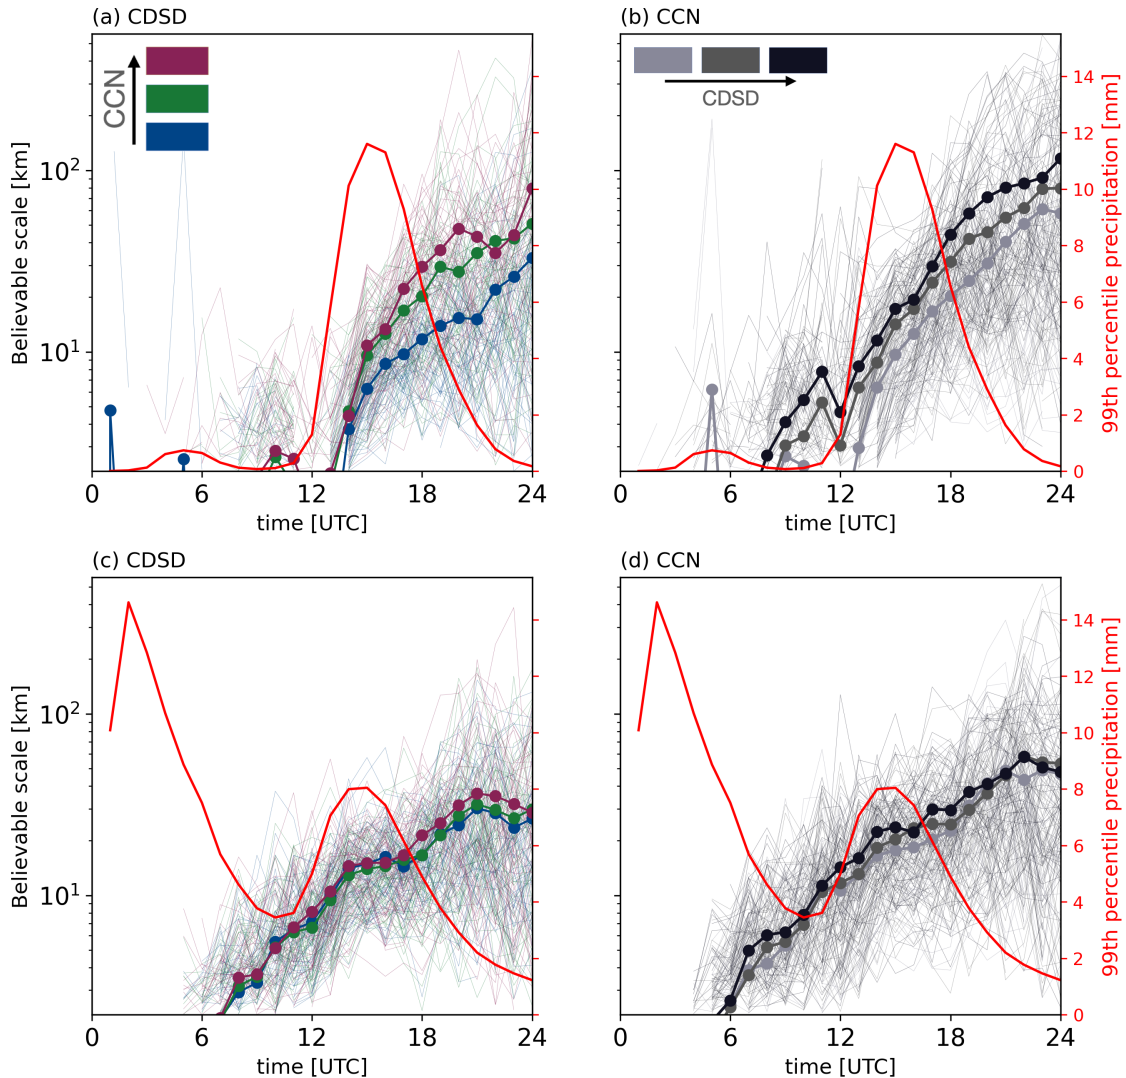 (a) CDSD
(b) CCN
CCN
CDSD
10²
10¹
Believable scale [km]
0 6 12 18 24
time [UTC]
0 6 12 18 24
time [UTC]
14
12
10
8
6
4
2
0
99th percentile precipitation [mm]
(c) CDSD
(d) CCN
10²
10¹
Believable scale [km]
0 6 12 18 24
time [UTC]
0 6 12 18 24
time [UTC]
14
12
10
8
6
4
2
0
99th percentile precipitation [mm]